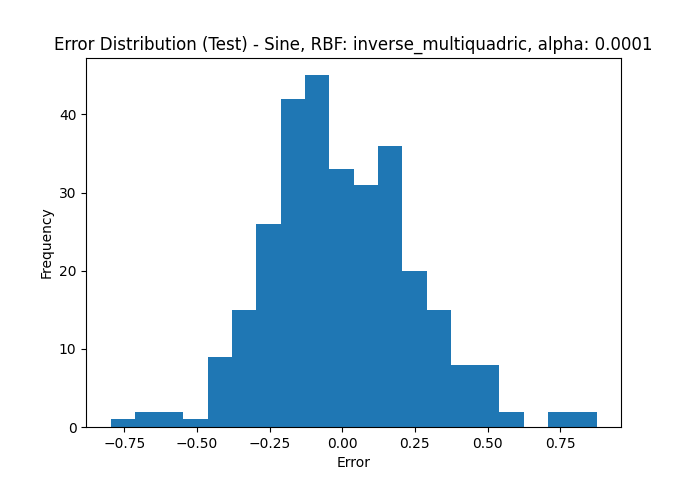 Error Distribution (Test) - Sine, RBF: inverse_multiquadric, alpha: 0.0001
40
30
20
10
0
Frequency
−0.75 −0.50 −0.25 0.00 0.25 0.50 0.75
Error